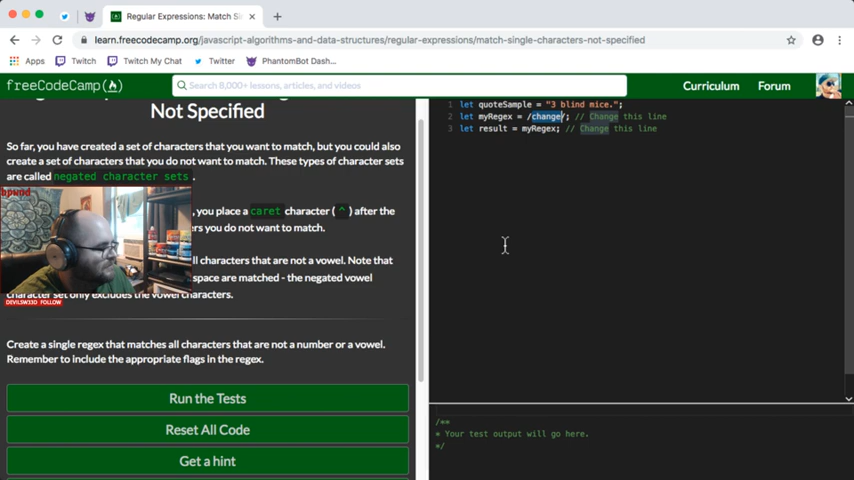 Regular Expressions: Match Si
learn.freecodecamp.org/javascript-algorithms-and-data-structures/regular-expressions/match-single-characters-not-specified
Apps Twitch Twitch My Chat Twitter PhantomBot Dash...
freeCodeCamp Search 8,000+ lessons, articles, and videos Curriculum Forum
Not Specified
So far, you have created a set of characters that you want to match, but you could also
create a set of characters that you do not want to match. These types of character sets
are called negated character sets.
, you place a caret character ( ^ ) after the
ers you do not want to match.
all characters that are not a vowel. Note that
space are matched - the negated vowel
character set only excludes the vowel characters.
DEVILSW33D FOLLOW
Create a single regex that matches all characters that are not a number or a vowel.
Remember to include the appropriate flags in the regex.
Run the Tests
Reset All Code
Get a hint
1 let quoteSample = "3 blind mice.";
2 let myRegex = /change/; // Change this line
3 let result = myRegex; // Change this line
/**
* Your test output will go here.
*/